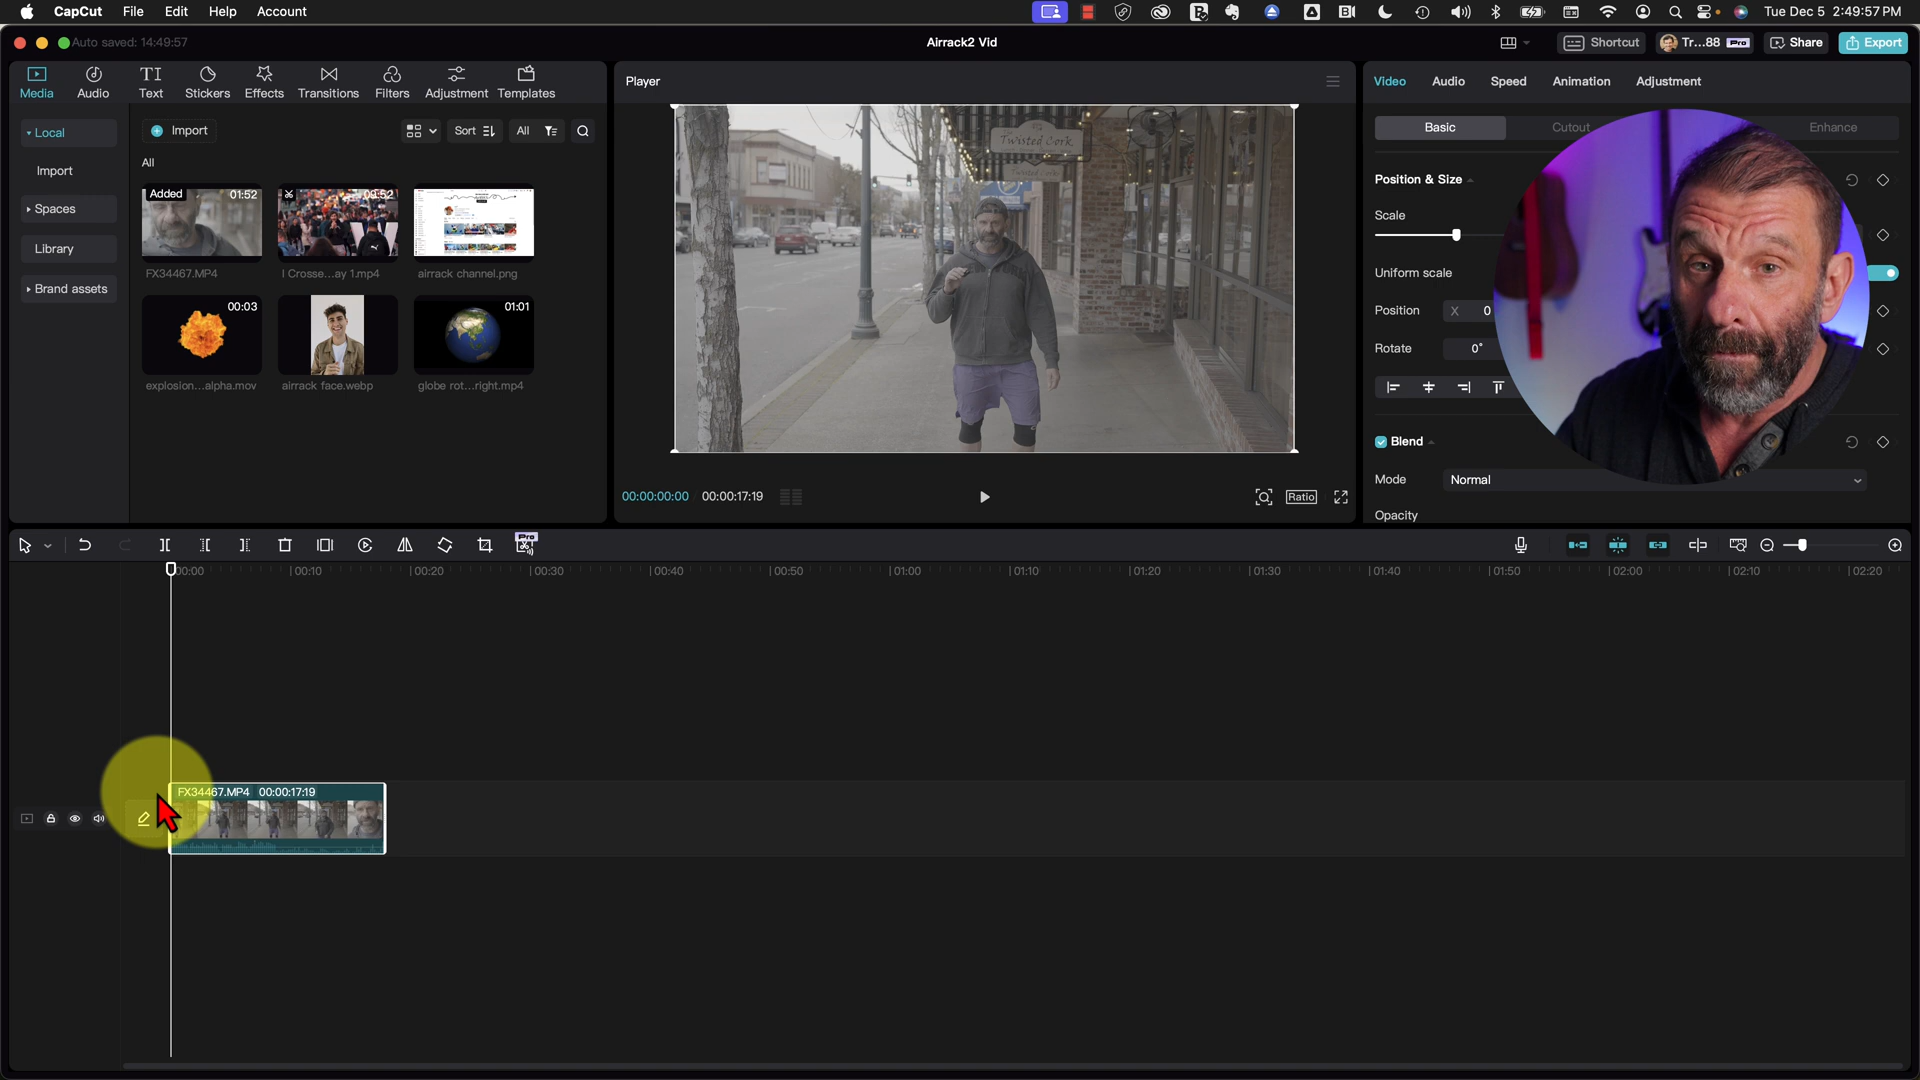 CapCut File Edit Help Account
Tue Dec 5 2:49:57 PM
Auto saved: 14:49:57
Airrack2 Vid
Shortcut
Tr...88 Pro
Share
Export
Media Audio Text Stickers Effects Transitions Filters Adjustment Templates
Player
Video Audio Speed Animation Adjustment
Local
Import
Sort
All
Basic
Cutout
Enhance
All
Import
Spaces
Library
Brand assets
Added
01:52
FX34467.MP4
09:52
I Crosse...ay 1.mp4
airrack channel.png
00:03
explosion...alpha.mov
airrack face.webp
01:01
globe rot...right.mp4
Twisted Cork
Twisted Cork
Position & Size
Scale
Uniform scale
Position X 0
Rotate 0°
Blend
Mode Normal
Opacity
00:00:00:00 00:00:17:19
Ratio
Pro
00:00 00:10 00:20 00:30 00:40 00:50 01:00 01:10 01:20 01:30 01:40 01:50 02:00 02:10 02:20
FX34467.MP4 00:00:17:19